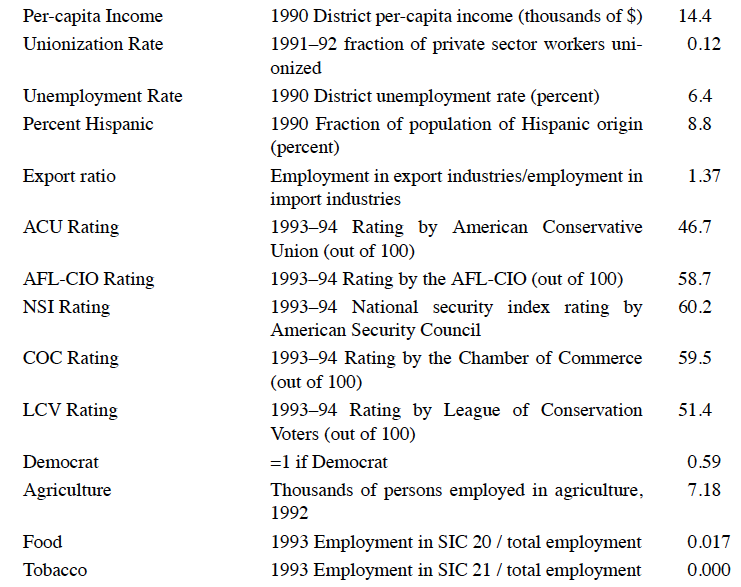 Per-capita Income 1990 District per-capita income (thousands of $) 14.4
Unionization Rate 1991–92 fraction of private sector workers uni- 0.12
onized
Unemployment Rate 1990 District unemployment rate (percent) 6.4
Percent Hispanic 1990 Fraction of population of Hispanic origin 8.8
(percent)
Export ratio Employment in export industries/employment in 1.37
import industries
ACU Rating 1993–94 Rating by American Conservative 46.7
Union (out of 100)
AFL-CIO Rating 1993–94 Rating by the AFL-CIO (out of 100) 58.7
NSI Rating 1993–94 National security index rating by 60.2
American Security Council
COC Rating 1993–94 Rating by the Chamber of Commerce 59.5
(out of 100)
LCV Rating 1993–94 Rating by League of Conservation 51.4
Voters (out of 100)
Democrat =1 if Democrat 0.59
Agriculture Thousands of persons employed in agriculture, 7.18
1992
Food 1993 Employment in SIC 20 / total employment 0.017
Tobacco 1993 Employment in SIC 21 / total employment 0.000